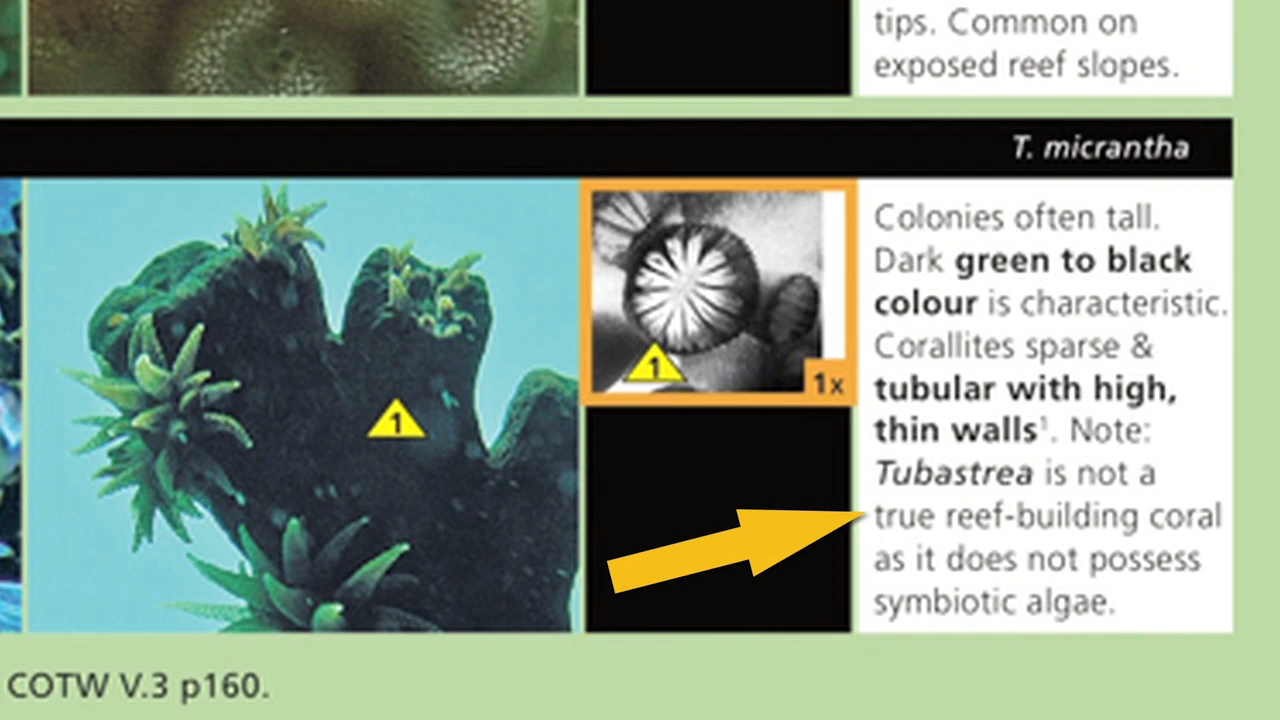 tips. Common on
exposed reef slopes.
T. micrantha
Colonies often tall.
Dark green to black
colour is characteristic.
Corallites sparse &
tubular with high,
thin walls¹. Note:
Tubastrea is not a
true reef-building coral
as it does not possess
symbiotic algae.
1
1
1x
COTW V.3 p160.